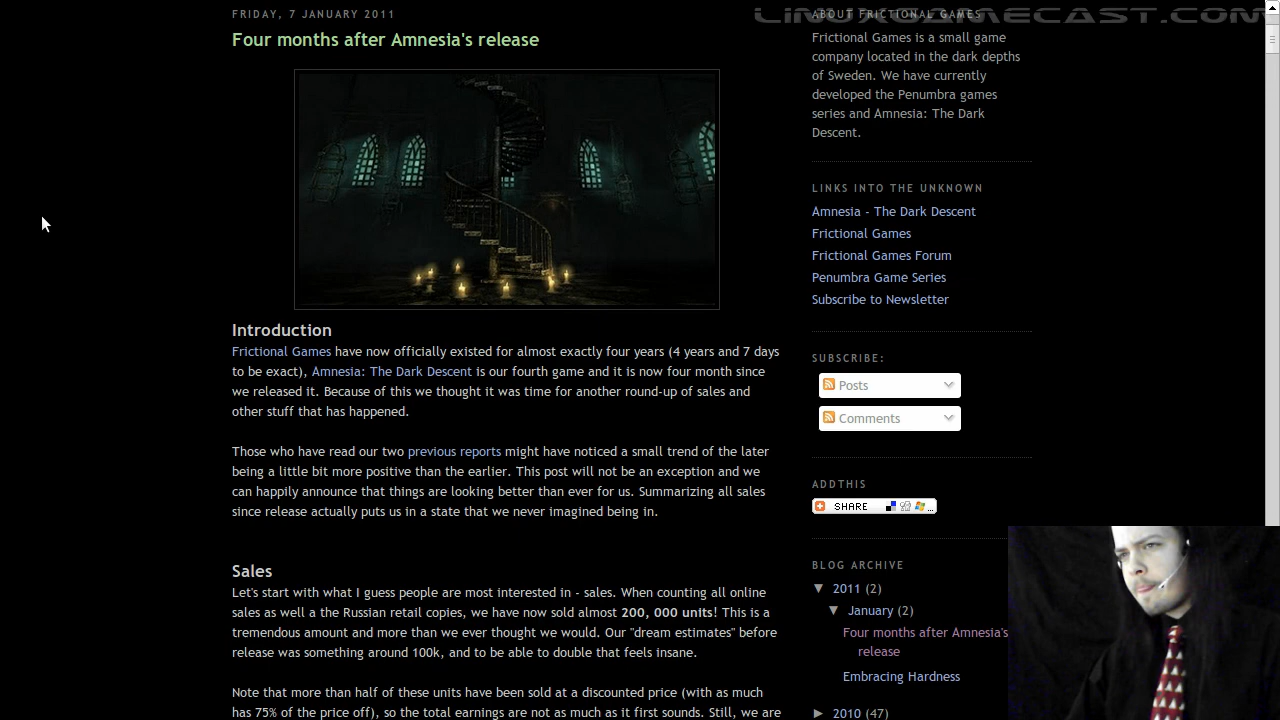 FRIDAY, 7 JANUARY 2011
Four months after Amnesia's release
Introduction
Frictional Games have now officially existed for almost exactly four years (4 years and 7 days
to be exact), Amnesia: The Dark Descent is our fourth game and it is now four month since
we released it. Because of this we thought it was time for another round-up of sales and
other stuff that has happened.
Those who have read our two previous reports might have noticed a small trend of the later
being a little bit more positive than the earlier. This post will not be an exception and we
can happily announce that things are looking better than ever for us. Summarizing all sales
since release actually puts us in a state that we never imagined being in.
Sales
Let's start with what I guess people are most interested in - sales. When counting all online
sales as well a the Russian retail copies, we have now sold almost 200, 000 units! This is a
tremendous amount and more than we ever thought we would. Our "dream estimates" before
release was something around 100k, and to be able to double that feels insane.
Note that more than half of these units have been sold at a discounted price (with as much
has 75% of the price off), so the total earnings are not as much as it first sounds. Still, we are
LINUXGAMECAST.COM
ABOUT FRICTIONAL GAMES
Frictional Games is a small game
company located in the dark depths
of Sweden. We have currently
developed the Penumbra games
series and Amnesia: The Dark
Descent.
LINKS INTO THE UNKNOWN
Amnesia - The Dark Descent
Frictional Games
Frictional Games Forum
Penumbra Game Series
Subscribe to Newsletter
SUBSCRIBE:
Posts
Comments
ADDTHIS
SHARE
BLOG ARCHIVE
▼ 2011 (2)
▼ January (2)
Four months after Amnesia's
release
Embracing Hardness
► 2010 (47)